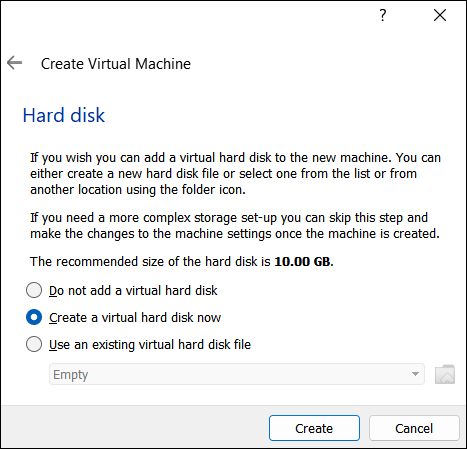 ?
Create Virtual Machine
Hard disk
If you wish you can add a virtual hard disk to the new machine. You can
either create a new hard disk file or select one from the list or from
another location using the folder icon.
If you need a more complex storage set-up you can skip this step and
make the changes to the machine settings once the machine is created.
The recommended size of the hard disk is 10.00 GB.
Do not add a virtual hard disk
Create a virtual hard disk now
Use an existing virtual hard disk file
Empty
Create
Cancel